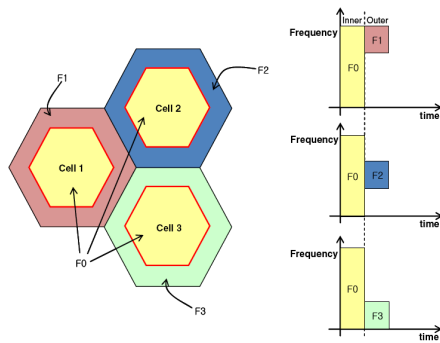 F1
F2
Cell 2
Cell 1
Cell 3
F0
F3
Inner Outer
Frequency
F1
F0
time
Frequency
F0
F2
time
Frequency
F0
F3
time